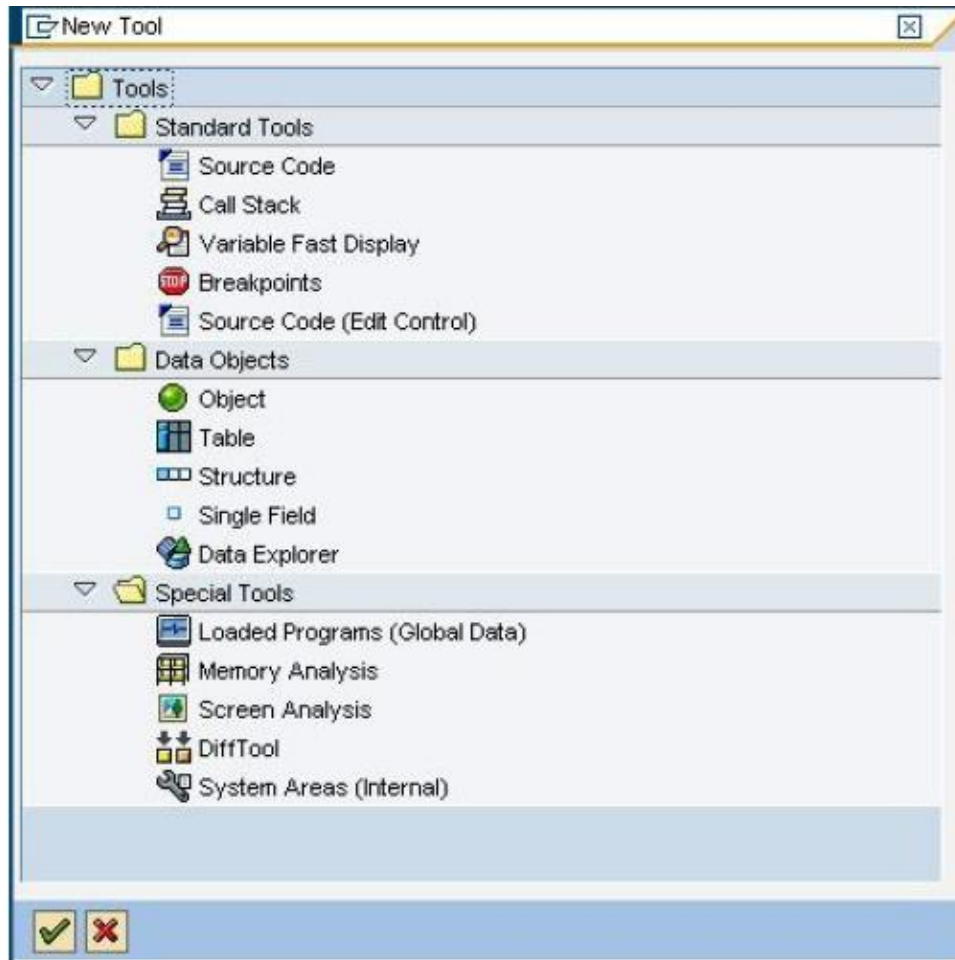 New Tool
Tools
Standard Tools
Source Code
Call Stack
Variable Fast Display
STOP Breakpoints
Source Code (Edit Control)
Data Objects
Object
Table
Structure
Single Field
Data Explorer
Special Tools
Loaded Programs (Global Data)
Memory Analysis
Screen Analysis
DiffTool
System Areas (Internal)